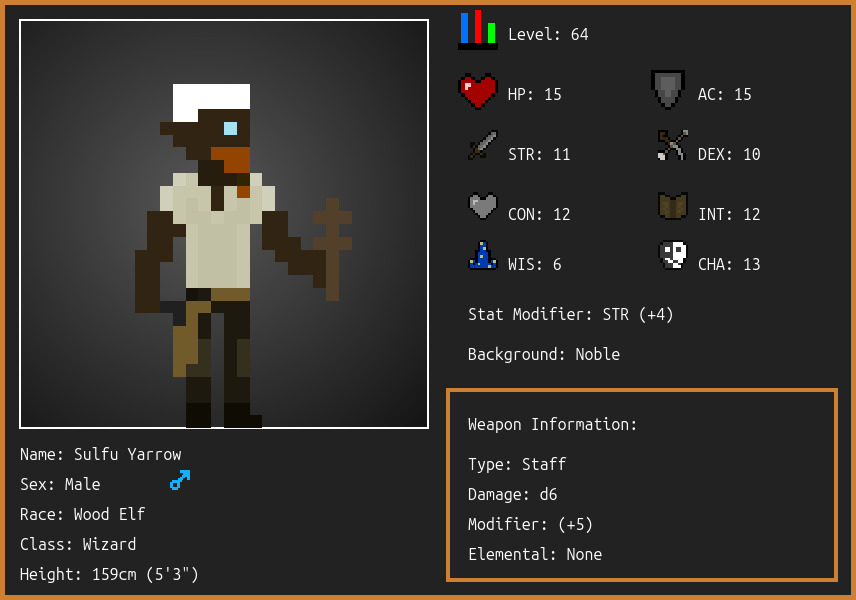 Level: 64
HP: 15
AC: 15
STR: 11
DEX: 10
CON: 12
INT: 12
WIS: 6
CHA: 13
Stat Modifier: STR (+4)
Background: Noble
Weapon Information:
Type: Staff
Damage: d6
Modifier: (+5)
Elemental: None
Name: Sulfu Yarrow
Sex: Male
Race: Wood Elf
Class: Wizard
Height: 159cm (5'3")